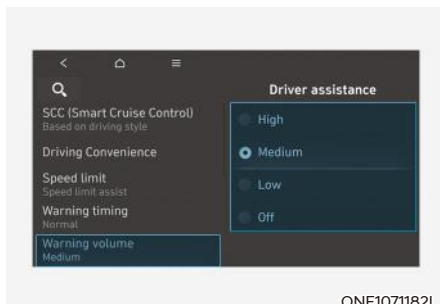 Driver assistance
SCC (Smart Cruise Control)
Based on driving style
Driving Convenience
Speed limit
Speed limit assist
Warning timing
Normal
Warning volume
Medium
High
Medium
Low
Off
ONE1071182L